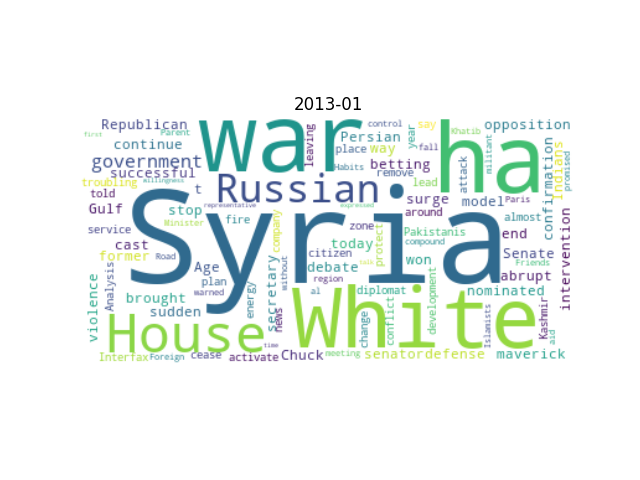 2013-01
Republican war leaving control say year Khatib opposition
first Parent Persian ha militant
continue place way fall attack confirmation Indians promised
government Habits betting
successful remove
troubling willingness t Russian lead surge model Paris
told Syria
Gulf representative expressed around almost
service stop fire company zone protect Pakistanis end Friends intervention
cast citizen today won compound Senate
former Road Age secretary without debate talk abrupt
violence Analysis plan region
warned energy al diplomat development nominated Kashmir
brought White
sudden news change conflict Islamists aid
House Minister
time
Interfax Foreign cease activate Chuck meeting senatordefense maverick